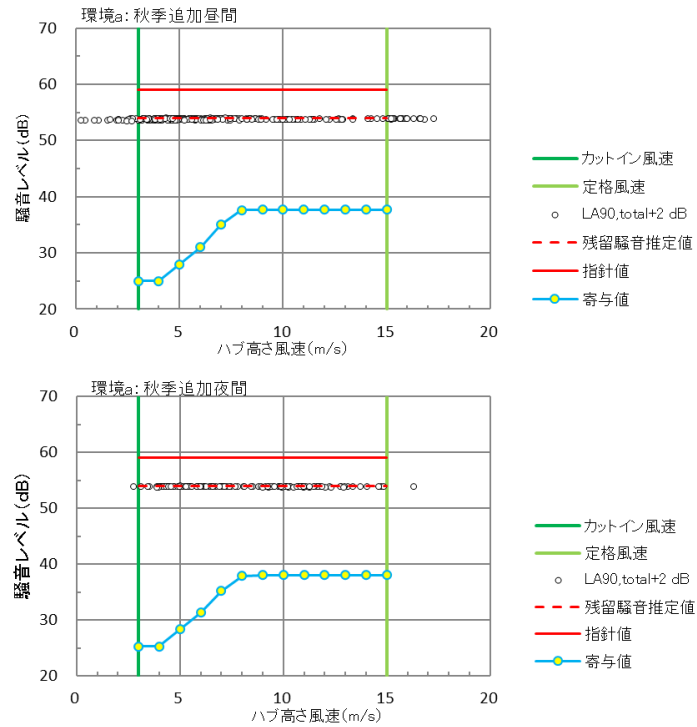 環境a: 秋季追加昼間
70
60
50
40
30
20
騒音レベル(dB)
0
5
10
15
20
ハブ高さ風速(m/s)
カットイン風速
定格風速
LA90,total+2 dB
残留騒音推定値
指針値
寄与値
環境a: 秋季追加夜間
70
60
50
40
30
20
騒音レベル(dB)
0
5
10
15
20
ハブ高さ風速(m/s)
カットイン風速
定格風速
LA90,total+2 dB
残留騒音推定値
指針値
寄与値